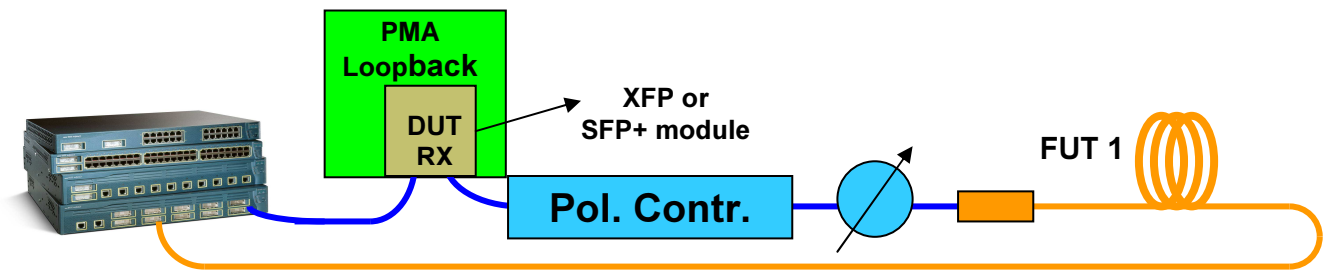 PMA
Loopback
DUT
RX
XFP or
SFP+ module
Pol. Contr.
FUT 1